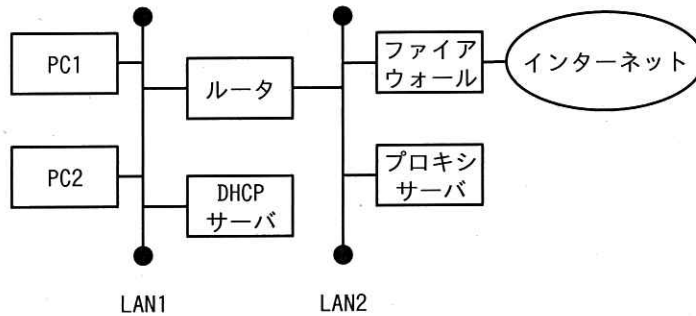 PC1
PC2
ルータ
DHCP
サーバ
ファイア
ウォール
プロキシ
サーバ
インターネット
LAN1
LAN2